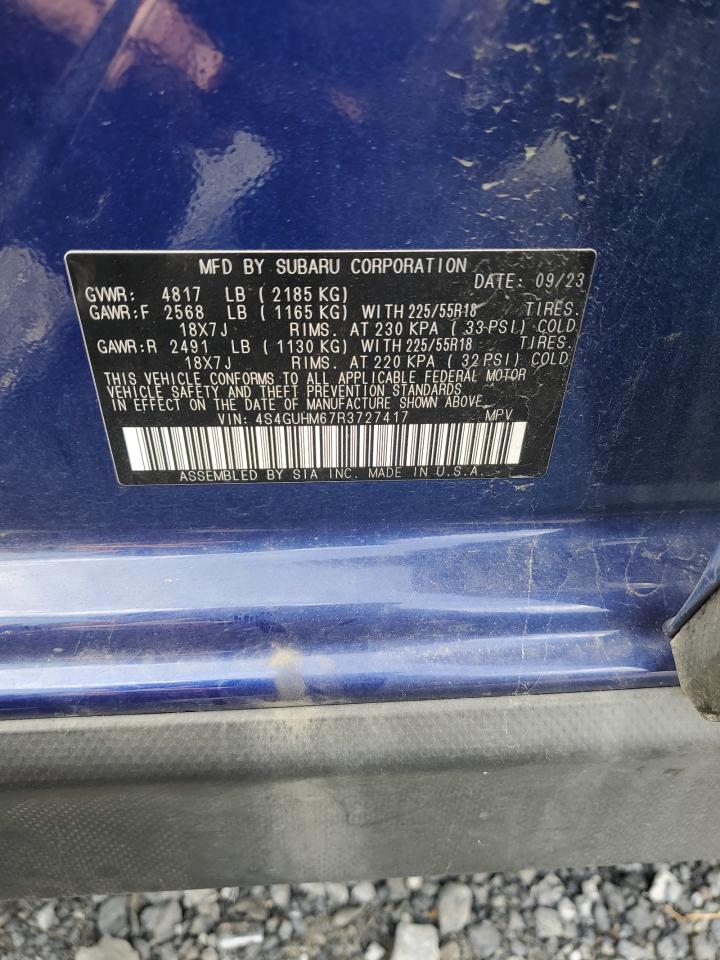 MFD BY SUBARU CORPORATION DATE: 09/23
GVWR: 4817 LB ( 2185 KG)
GAWR:F 2568 LB ( 1165 KG) WITH 225/55R18 TIRES.
18X7J RIMS. AT 230 KPA ( 33 PSI) COLD
GAWR:R 2491 LB ( 1130 KG) WITH 225/55R18 TIRES.
18X7J RIMS. AT 220 KPA ( 32 PSI) COLD
THIS VEHICLE CONFORMS TO ALL APPLICABLE FEDERAL MOTOR
VEHICLE SAFETY AND THEFT PREVENTION STANDARDS
IN EFFECT ON THE DATE OF MANUFACTURE SHOWN ABOVE.
VIN: 4S4GUHM67R3727417 MPV
ASSEMBLED BY SIA INC. MADE IN U.S.A.